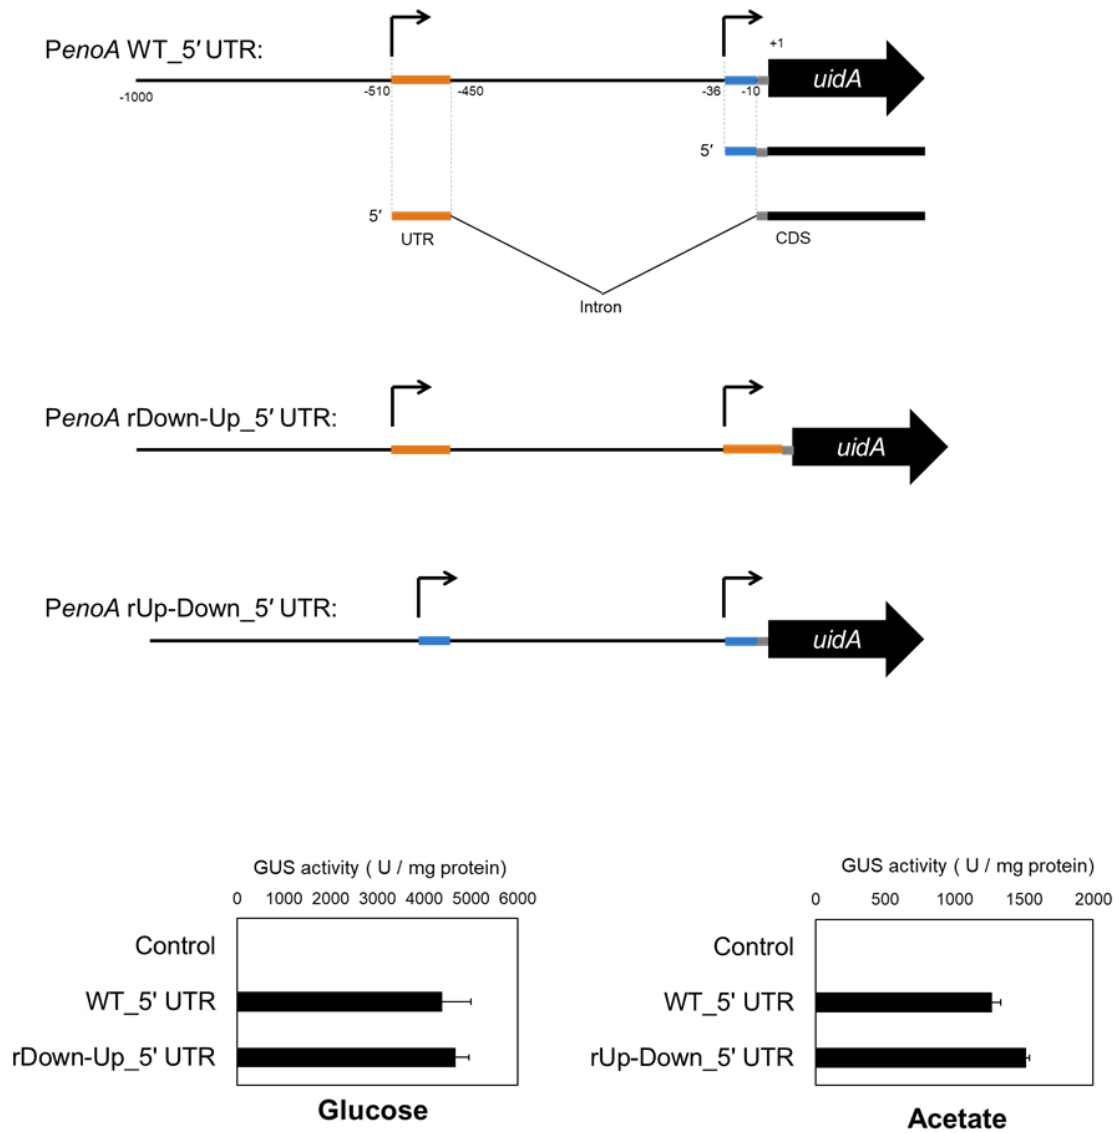 PenoA WT_5′ UTR:
+1
uidA
-1000
-510
-450
-36
-10
5′
5′
UTR
CDS
Intron
PenoA rDown-Up_5′ UTR:
uidA
PenoA rUp-Down_5′ UTR:
uidA
GUS activity ( U / mg protein)
0 1000 2000 3000 4000 5000 6000
Control
WT_5' UTR
rDown-Up_5' UTR
Glucose
GUS activity ( U / mg protein)
0 500 1000 1500 2000
Control
WT_5' UTR
rUp-Down_5' UTR
Acetate